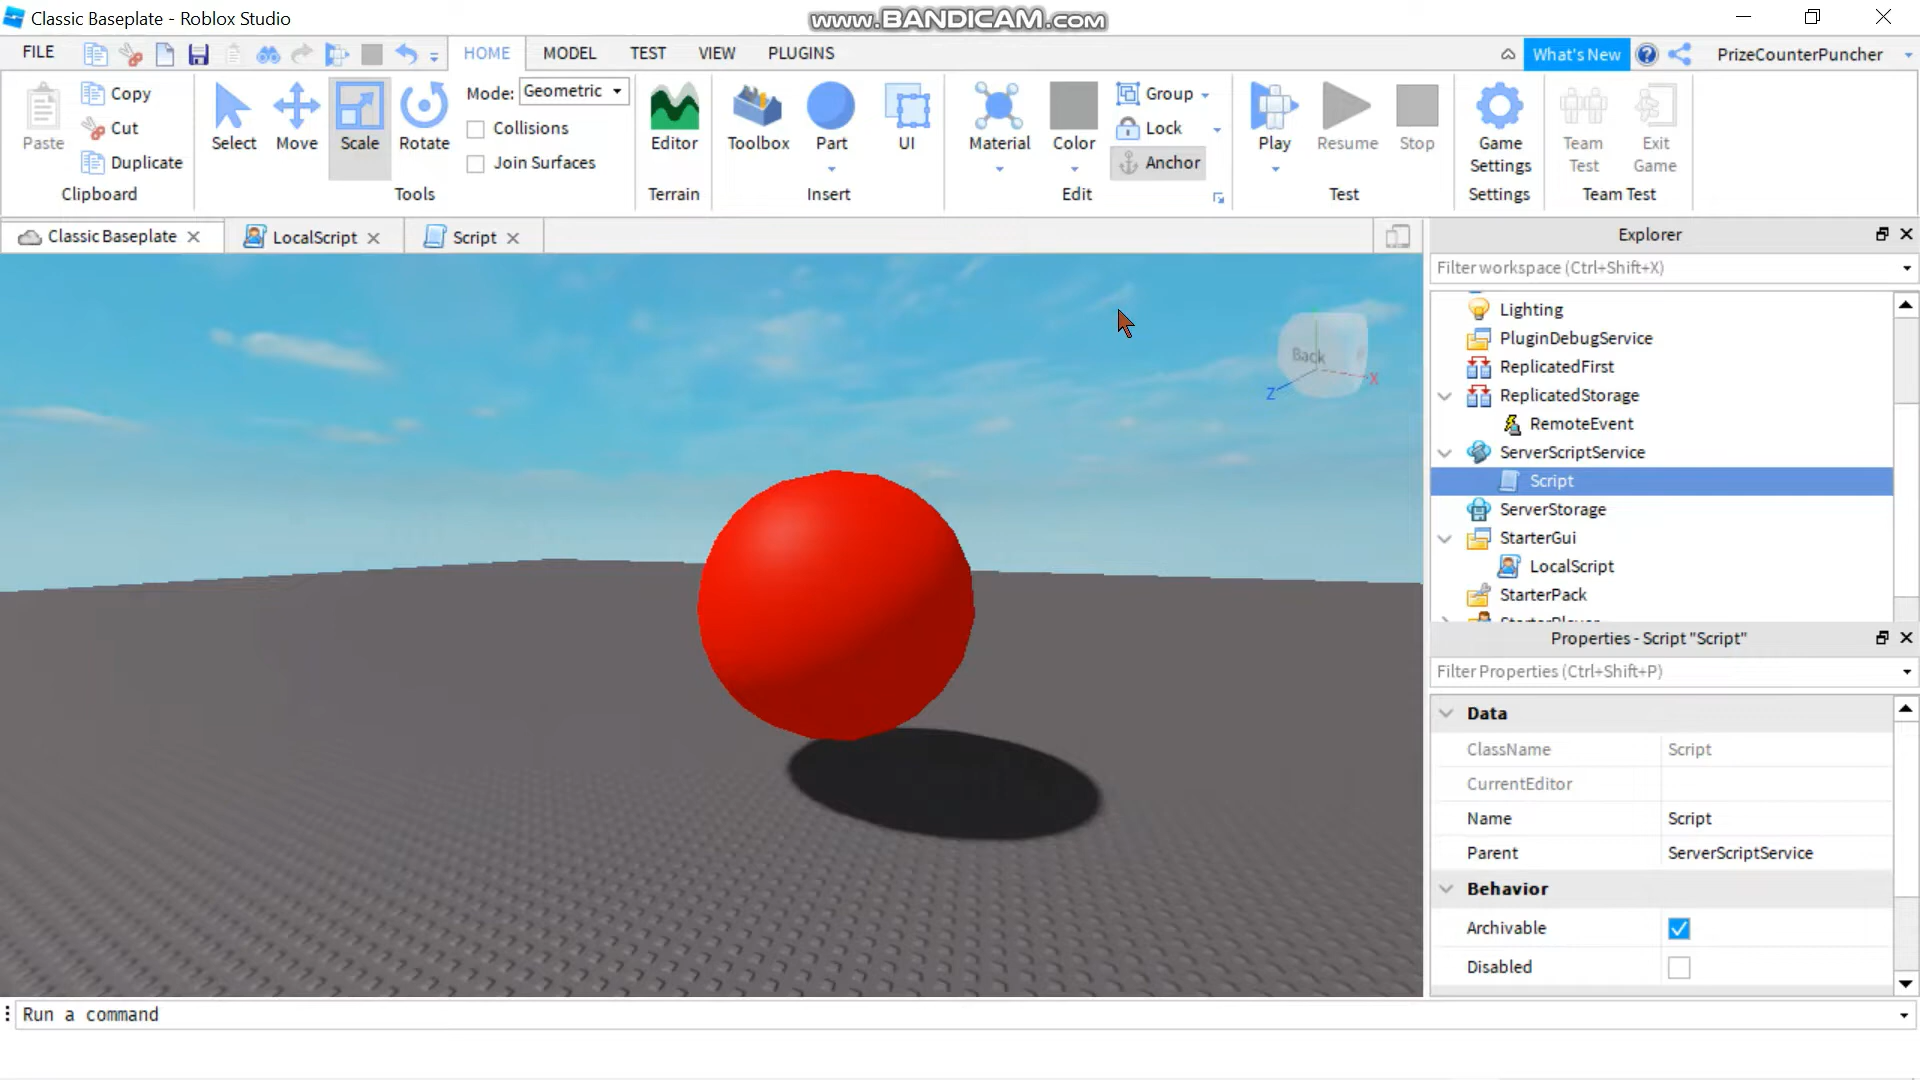 Classic Baseplate - Roblox Studio
www.BANDICAM.com
FILE
HOME
MODEL
TEST
VIEW
PLUGINS
What's New
PrizeCounterPuncher
Paste
Copy
Cut
Duplicate
Clipboard
Select
Move
Scale
Rotate
Mode: Geometric
Collisions
Join Surfaces
Tools
Editor
Terrain
Toolbox
Part
UI
Insert
Material
Color
Group
Lock
Anchor
Edit
Play
Resume
Stop
Test
Game
Settings
Settings
Team
Test
Exit
Game
Team Test
Classic Baseplate
LocalScript
Script
Back
Z
X
Explorer
Filter workspace (Ctrl+Shift+X)
Lighting
PluginDebugService
ReplicatedFirst
ReplicatedStorage
RemoteEvent
ServerScriptService
Script
ServerStorage
StarterGui
LocalScript
StarterPack
Properties - Script "Script"
Filter Properties (Ctrl+Shift+P)
Data
ClassName Script
CurrentEditor
Name Script
Parent ServerScriptService
Behavior
Archivable
Disabled
Run a command